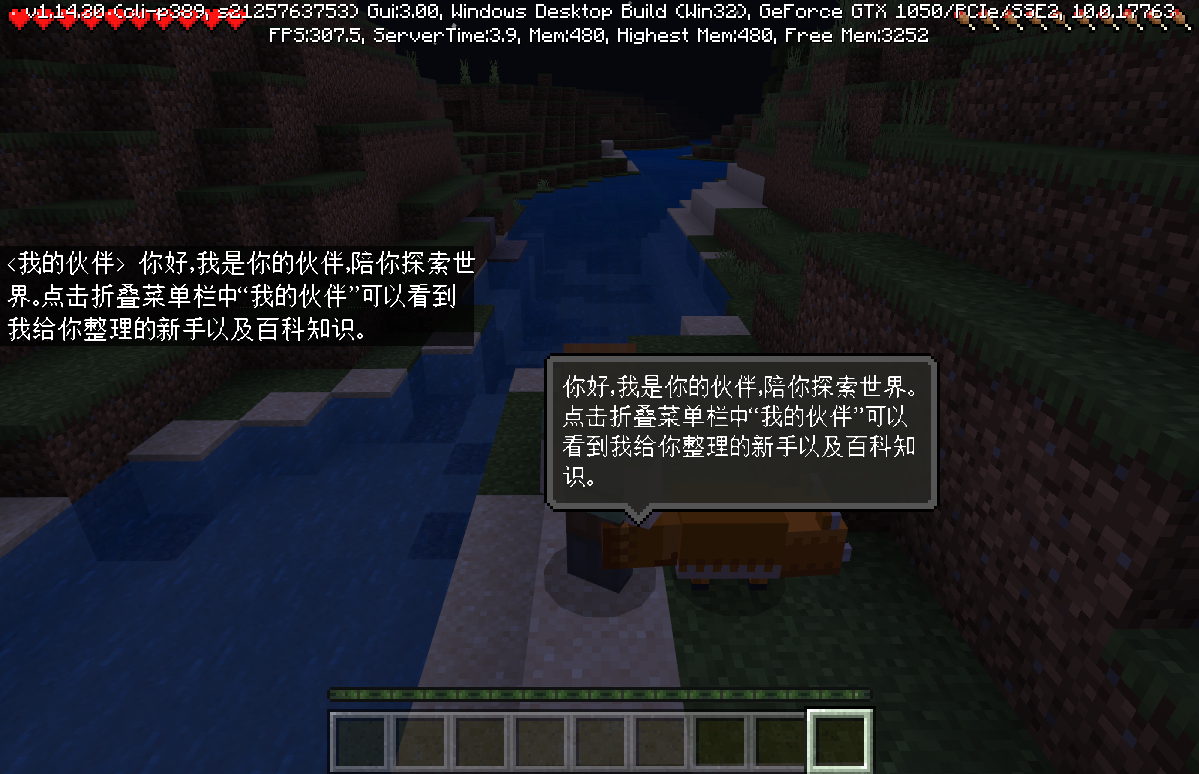 v1.14.30 (cui-p389, s2125763753) Gui:3.00, Windows Desktop Build (Win32), GeForce GTX 1050/PCIe/SSE2, 10.0.17763
FPS:307.5, ServerTime:3.9, Mem:480, Highest Mem:480, Free Mem:3252
<我的伙伴> 你好,我是你的伙伴,陪你探索世
界。点击折叠菜单栏中“我的伙伴”可以看到
我给你整理的新手以及百科知识。
你好,我是你的伙伴,陪你探索世界。
点击折叠菜单栏中“我的伙伴”可以
看到我给你整理的新手以及百科知
识。